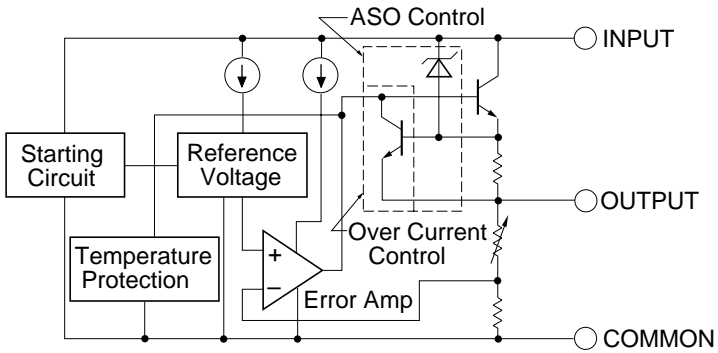 ASO Control
INPUT
Starting
Circuit
Reference
Voltage
OUTPUT
Over Current
Control
Temperature
Protection
+
−
Error Amp
COMMON